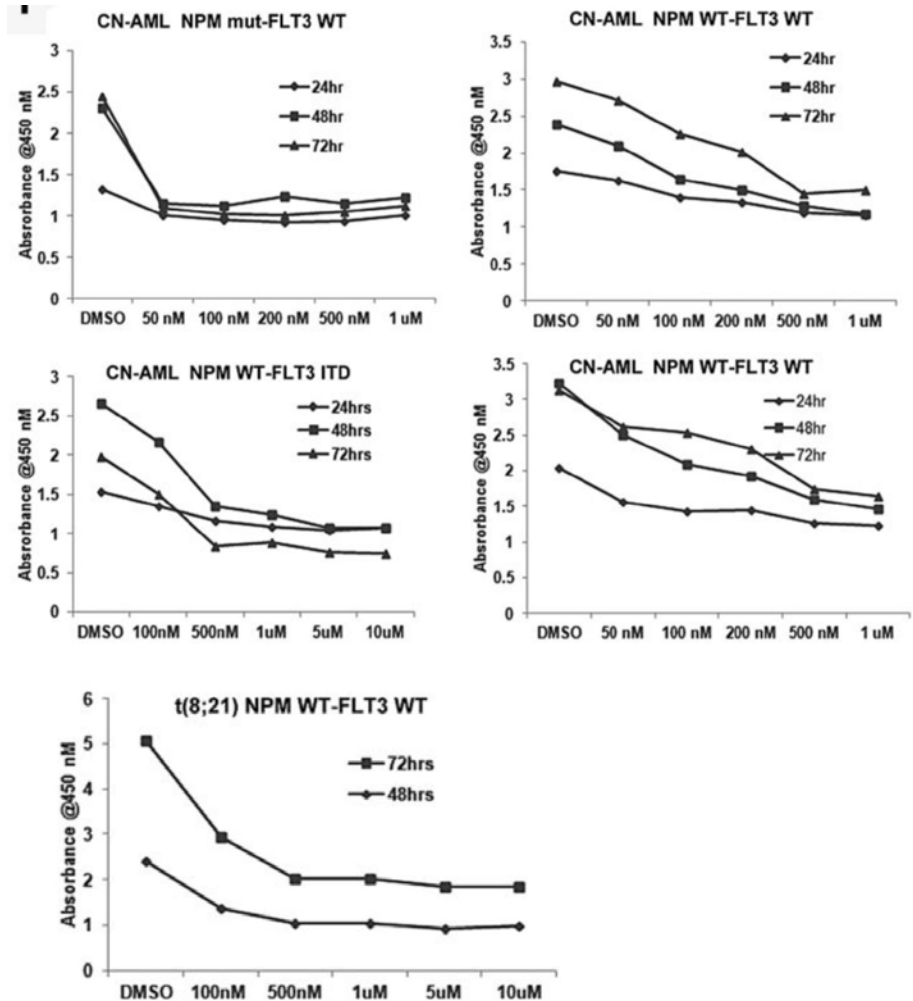 CN-AML NPM mut-FLT3 WT
Absrorbance @450 nM
3
2.5
2
1.5
1
0.5
0
24hr
48hr
72hr
DMSO 50 nM 100 nM 200 nM 500 nM 1 uM
CN-AML NPM WT-FLT3 WT
Absrorbance @450 nM
3.5
3
2.5
2
1.5
1
0.5
0
24hr
48hr
72hr
DMSO 50 nM 100 nM 200 nM 500 nM 1 uM
CN-AML NPM WT-FLT3 ITD
Absrorbance @450 nM
3
2.5
2
1.5
1
0.5
0
24hrs
48hrs
72hrs
DMSO 100nM 500nM 1uM 5uM 10uM
CN-AML NPM WT-FLT3 WT
Absrorbance @450 nM
3.5
3
2.5
2
1.5
1
0.5
0
24hr
48hr
72hr
DMSO 50 nM 100 nM 200 nM 500 nM 1 uM
t(8;21) NPM WT-FLT3 WT
Absorbance @450 nM
6
5
4
3
2
1
0
72hrs
48hrs
DMSO 100nM 500nM 1uM 5uM 10uM